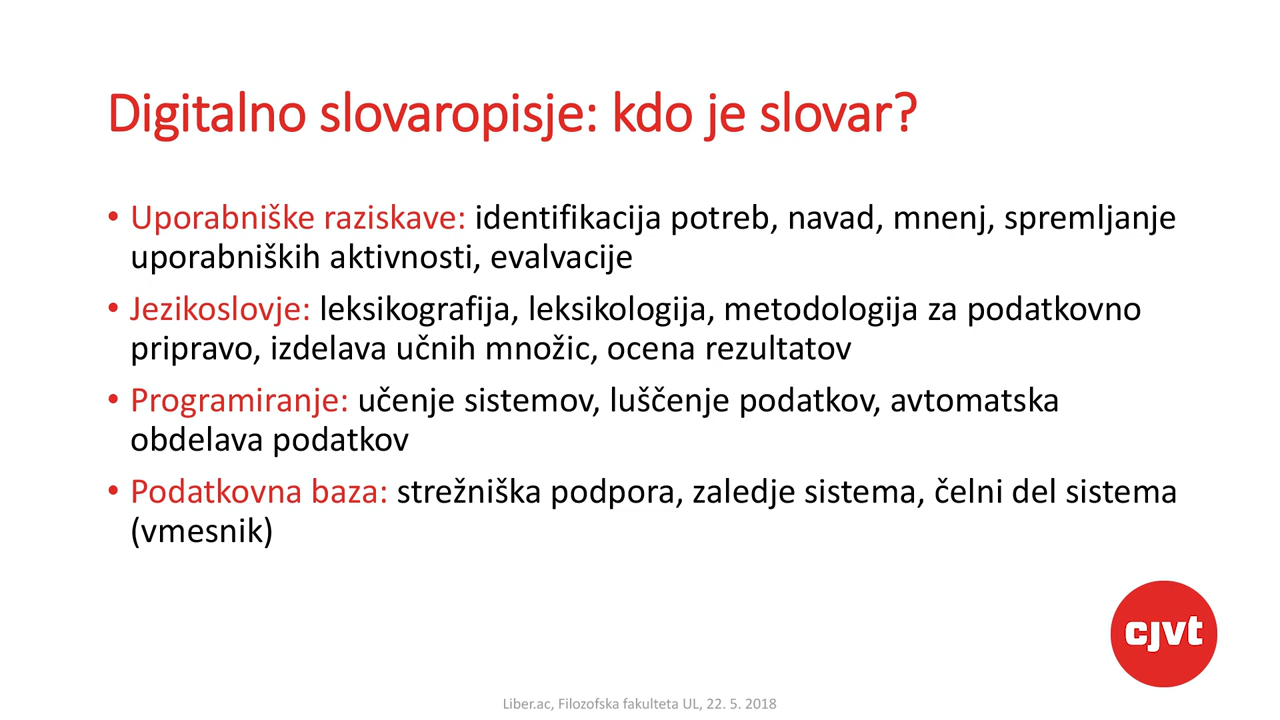 Digitalno slovaropisje: kdo je slovar?
• Uporabniške raziskave: identifikacija potreb, navad, mnenj, spremljanje
uporabniških aktivnosti, evalvacije
• Jezikoslovje: leksikografija, leksikologija, metodologija za podatkovno
pripravo, izdelava učnih množic, ocena rezultatov
• Programiranje: učenje sistemov, luščenje podatkov, avtomatska
obdelava podatkov
• Podatkovna baza: strežniška podpora, zaledje sistema, čelni del sistema
(vmesnik)
cjvt
Liber.ac, Filozofska fakulteta UL, 22. 5. 2018